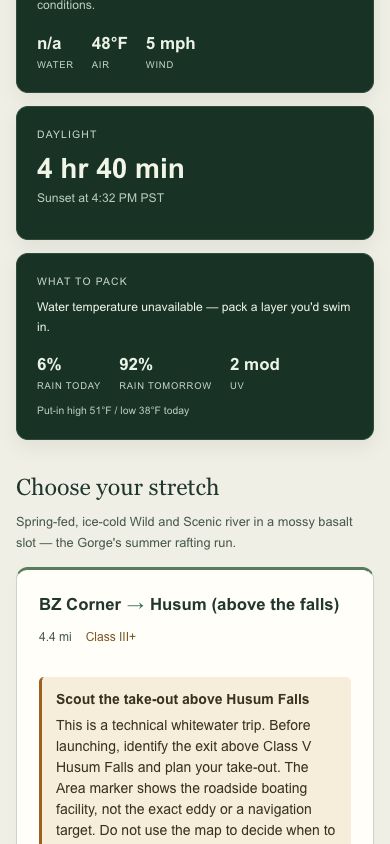 conditions.
n/a 48°F 5 mph
WATER AIR WIND
DAYLIGHT
4 hr 40 min
Sunset at 4:32 PM PST
WHAT TO PACK
Water temperature unavailable — pack a layer you'd swim
in.
6% 92% 2 mod
RAIN TODAY RAIN TOMORROW UV
Put-in high 51°F / low 38°F today
Choose your stretch
Spring-fed, ice-cold Wild and Scenic river in a mossy basalt
slot — the Gorge's summer rafting run.
BZ Corner → Husum (above the falls)
4.4 mi Class III+
Scout the take-out above Husum Falls
This is a technical whitewater trip. Before
launching, identify the exit above Class V
Husum Falls and plan your take-out. The
Area marker shows the roadside boating
facility, not the exact eddy or a navigation
target. Do not use the map to decide when to